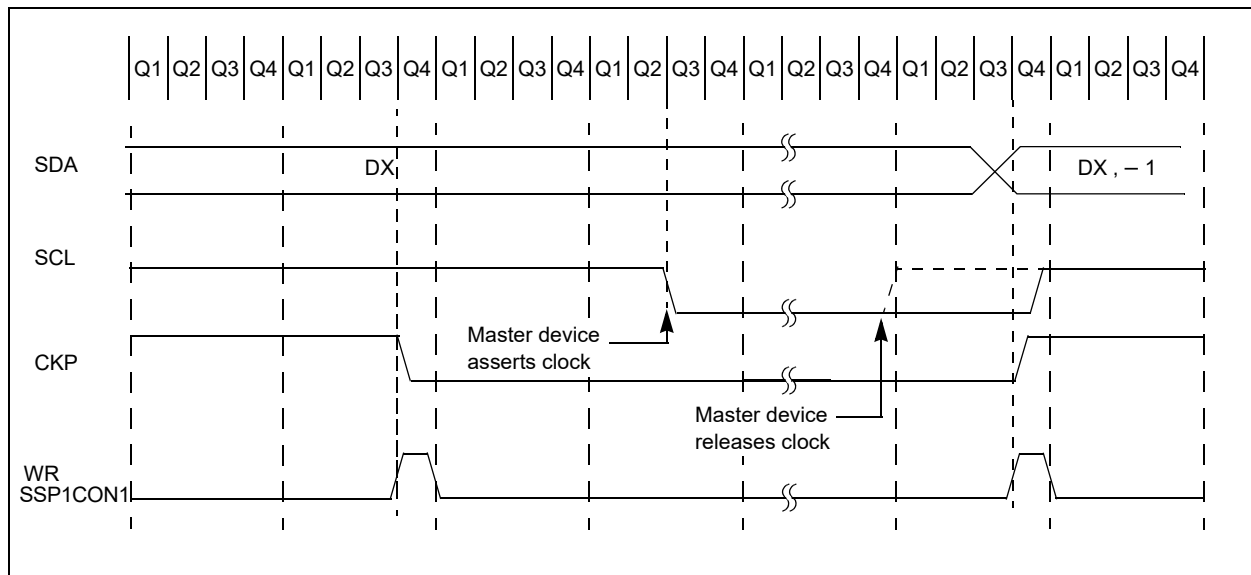 Q1 Q2 Q3 Q4 Q1 Q2 Q3 Q4 Q1 Q2 Q3 Q4 Q1 Q2 Q3 Q4 Q1 Q2 Q3 Q4 Q1 Q2 Q3 Q4 Q1 Q2 Q3 Q4
SDA
DX
DX , – 1
SCL
Master device
asserts clock
CKP
Master device
releases clock
WR
SSP1CON1